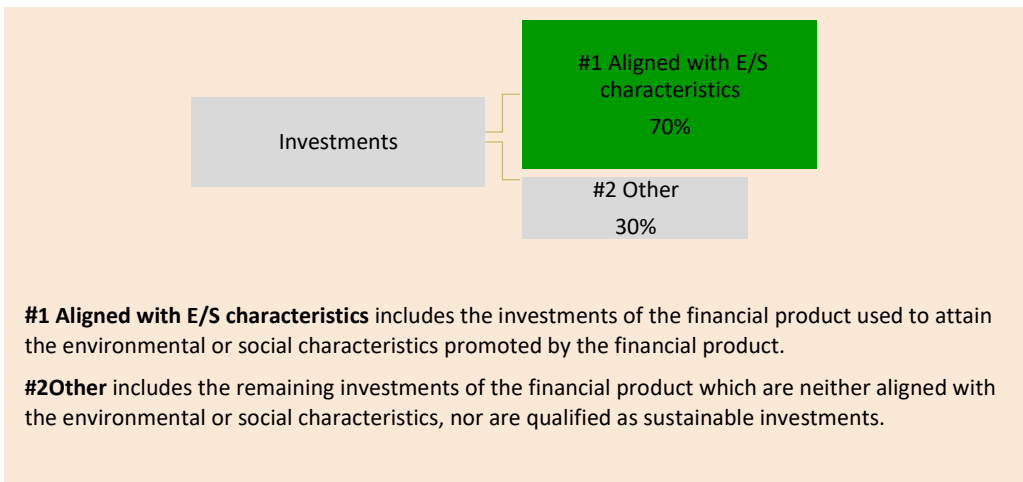 #1 Aligned with E/S
characteristics
70%
Investments
#2 Other
30%
#1 Aligned with E/S characteristics includes the investments of the financial product used to attain
the environmental or social characteristics promoted by the financial product.
#2Other includes the remaining investments of the financial product which are neither aligned with
the environmental or social characteristics, nor are qualified as sustainable investments.